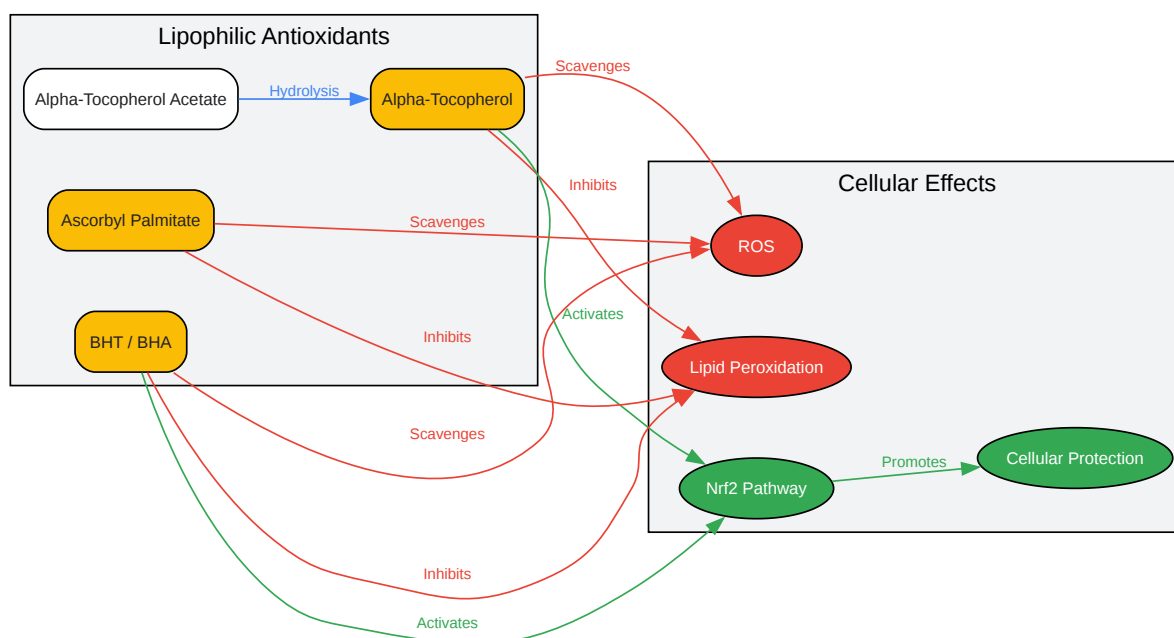 Lipophilic Antioxidants
Scavenges
Alpha-Tocopherol Acetate
Hydrolysis
Alpha-Tocopherol
Inhibits
Cellular Effects
Ascorbyl Palmitate
Scavenges
ROS
Activates
BHT / BHA
Inhibits
Lipid Peroxidation
Scavenges
Promotes
Cellular Protection
Nrf2 Pathway
Inhibits
Activates